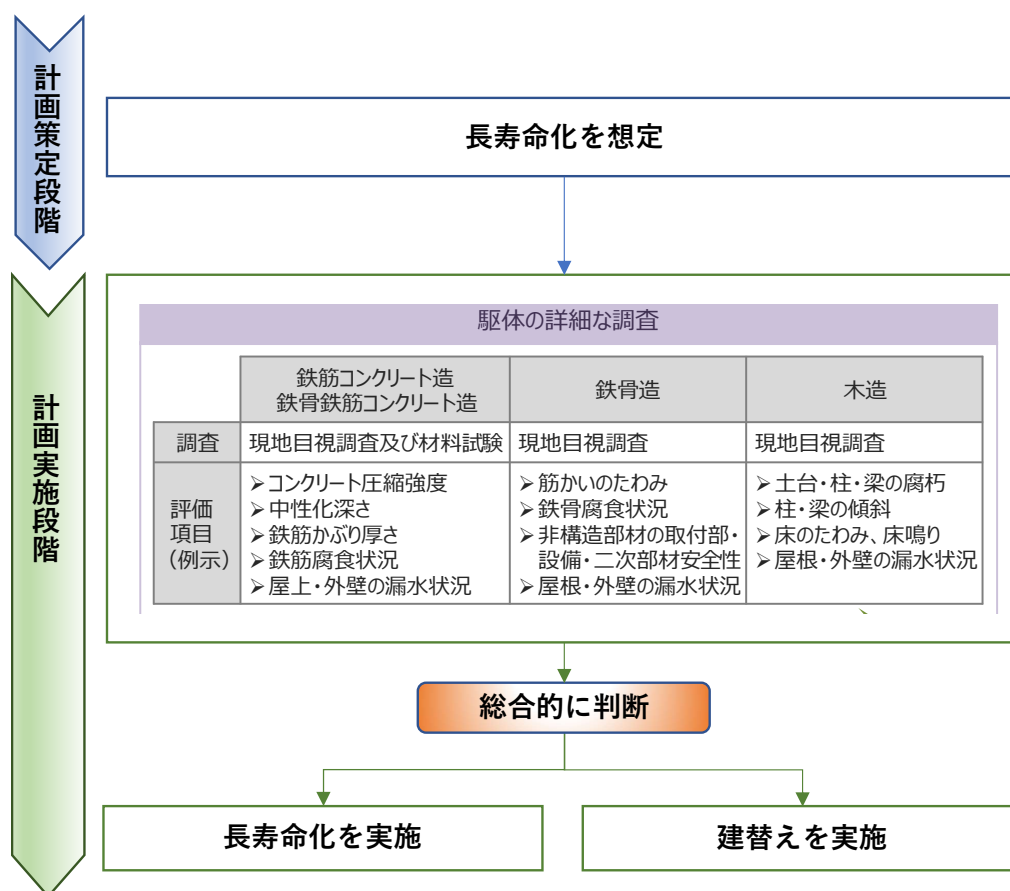 計画策定段階
長寿命化を想定
計画実施段階
駆体の詳細な調査
鉄筋コンクリート造
鉄骨鉄筋コンクリート造
鉄骨造
木造
調査
現地目視調査及び材料試験
現地目視調査
現地目視調査
評価
項目
(例示)
➢コンクリート圧縮強度
➢中性化深さ
➢鉄筋かぶり厚さ
➢鉄筋腐食状況
➢屋上・外壁の漏水状況
➢筋かいのたわみ
➢鉄骨腐食状況
➢非構造部材の取付部・
設備・二次部材安全性
➢屋根・外壁の漏水状況
➢土台・柱・梁の腐朽
➢柱・梁の傾斜
➢床のたわみ、床鳴り
➢屋根・外壁の漏水状況
総合的に判断
長寿命化を実施
建替えを実施